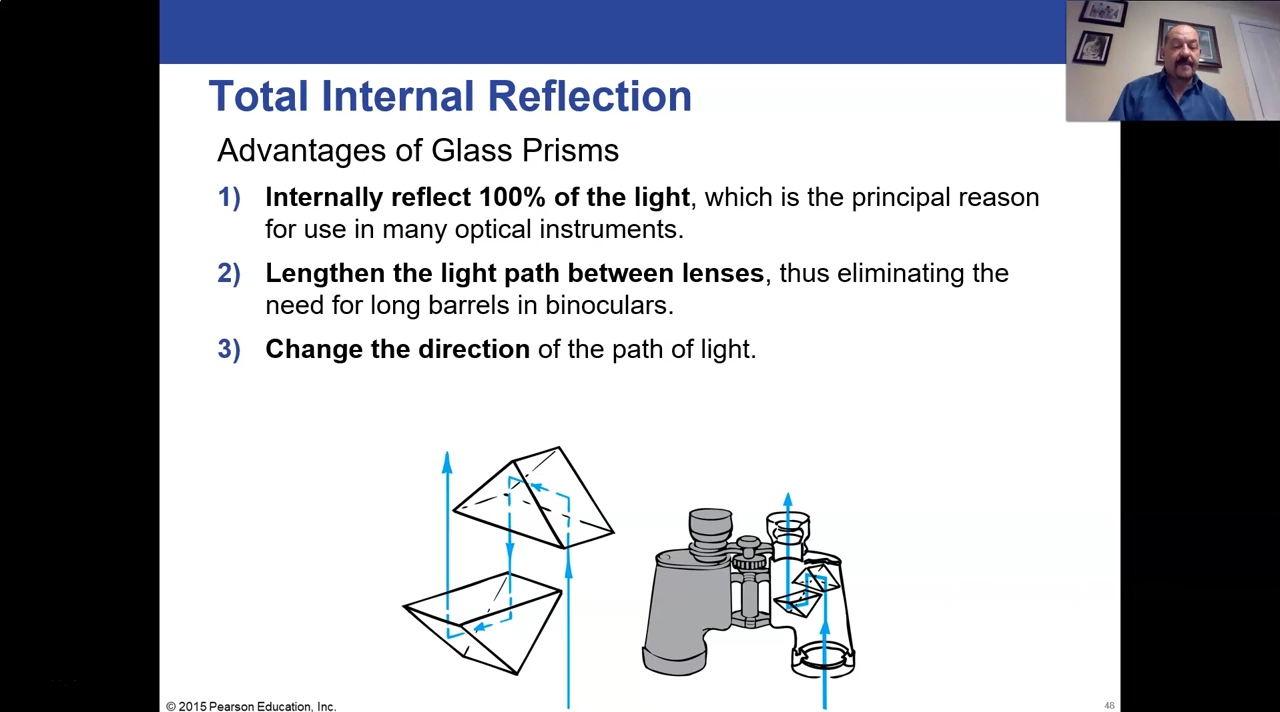 Total Internal Reflection
Advantages of Glass Prisms
1) Internally reflect 100% of the light, which is the principal reason
for use in many optical instruments.
2) Lengthen the light path between lenses, thus eliminating the
need for long barrels in binoculars.
3) Change the direction of the path of light.
© 2015 Pearson Education, Inc.
48